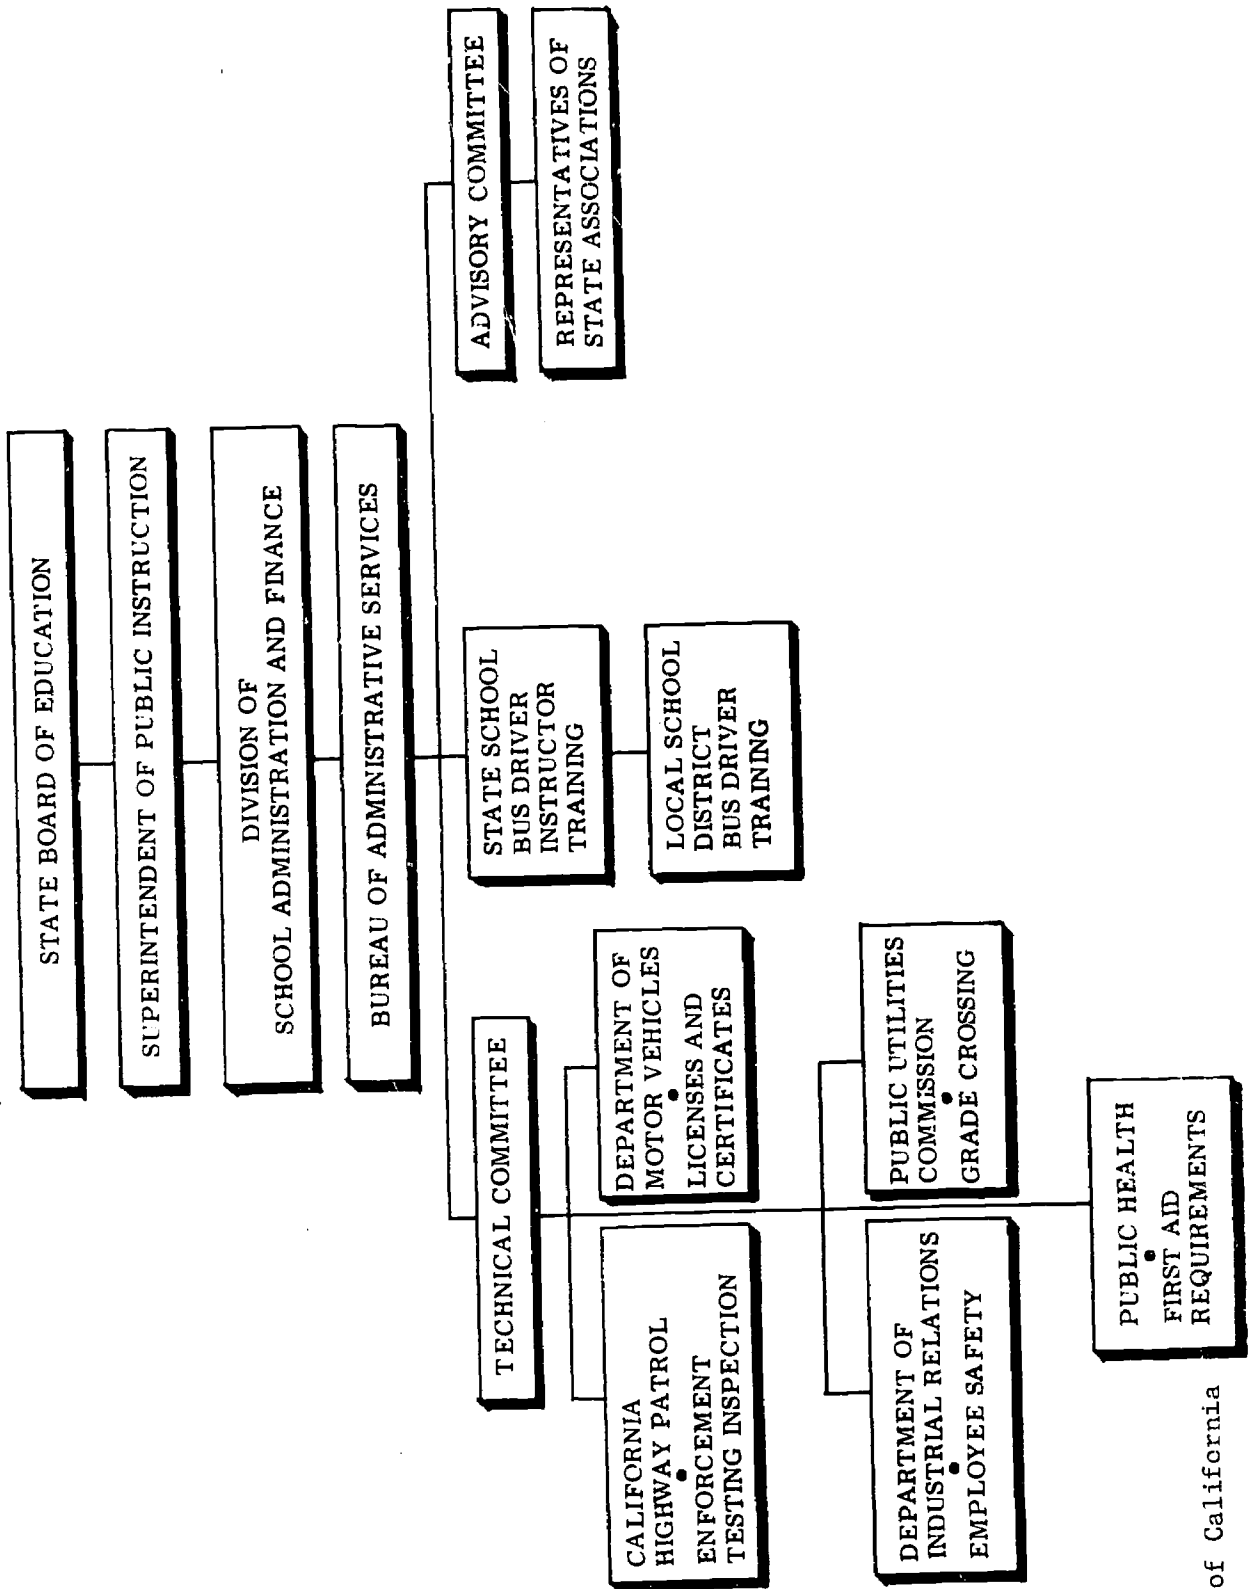 STATE BOARD OF EDUCATION
SUPERINTENDENT OF PUBLIC INSTRUCTION
DIVISION OF
SCHOOL ADMINISTRATION AND FINANCE
BUREAU OF ADMINISTRATIVE SERVICES
TECHNICAL COMMITTEE
CALIFORNIA
HIGHWAY PATROL
•
ENFORCEMENT
TESTING INSPECTION
DEPARTMENT OF
MOTOR VEHICLES
•
LICENSES AND
CERTIFICATES
DEPARTMENT OF
INDUSTRIAL RELATIONS
•
EMPLOYEE SAFETY
PUBLIC UTILITIES
COMMISSION
•
GRADE CROSSING
PUBLIC HEALTH
•
FIRST AID
REQUIREMENTS
STATE SCHOOL
BUS DRIVER
INSTRUCTOR
TRAINING
LOCAL SCHOOL
DISTRICT
BUS DRIVER
TRAINING
ADVISORY COMMITTEE
REPRESENTATIVES OF
STATE ASSOCIATIONS
of California